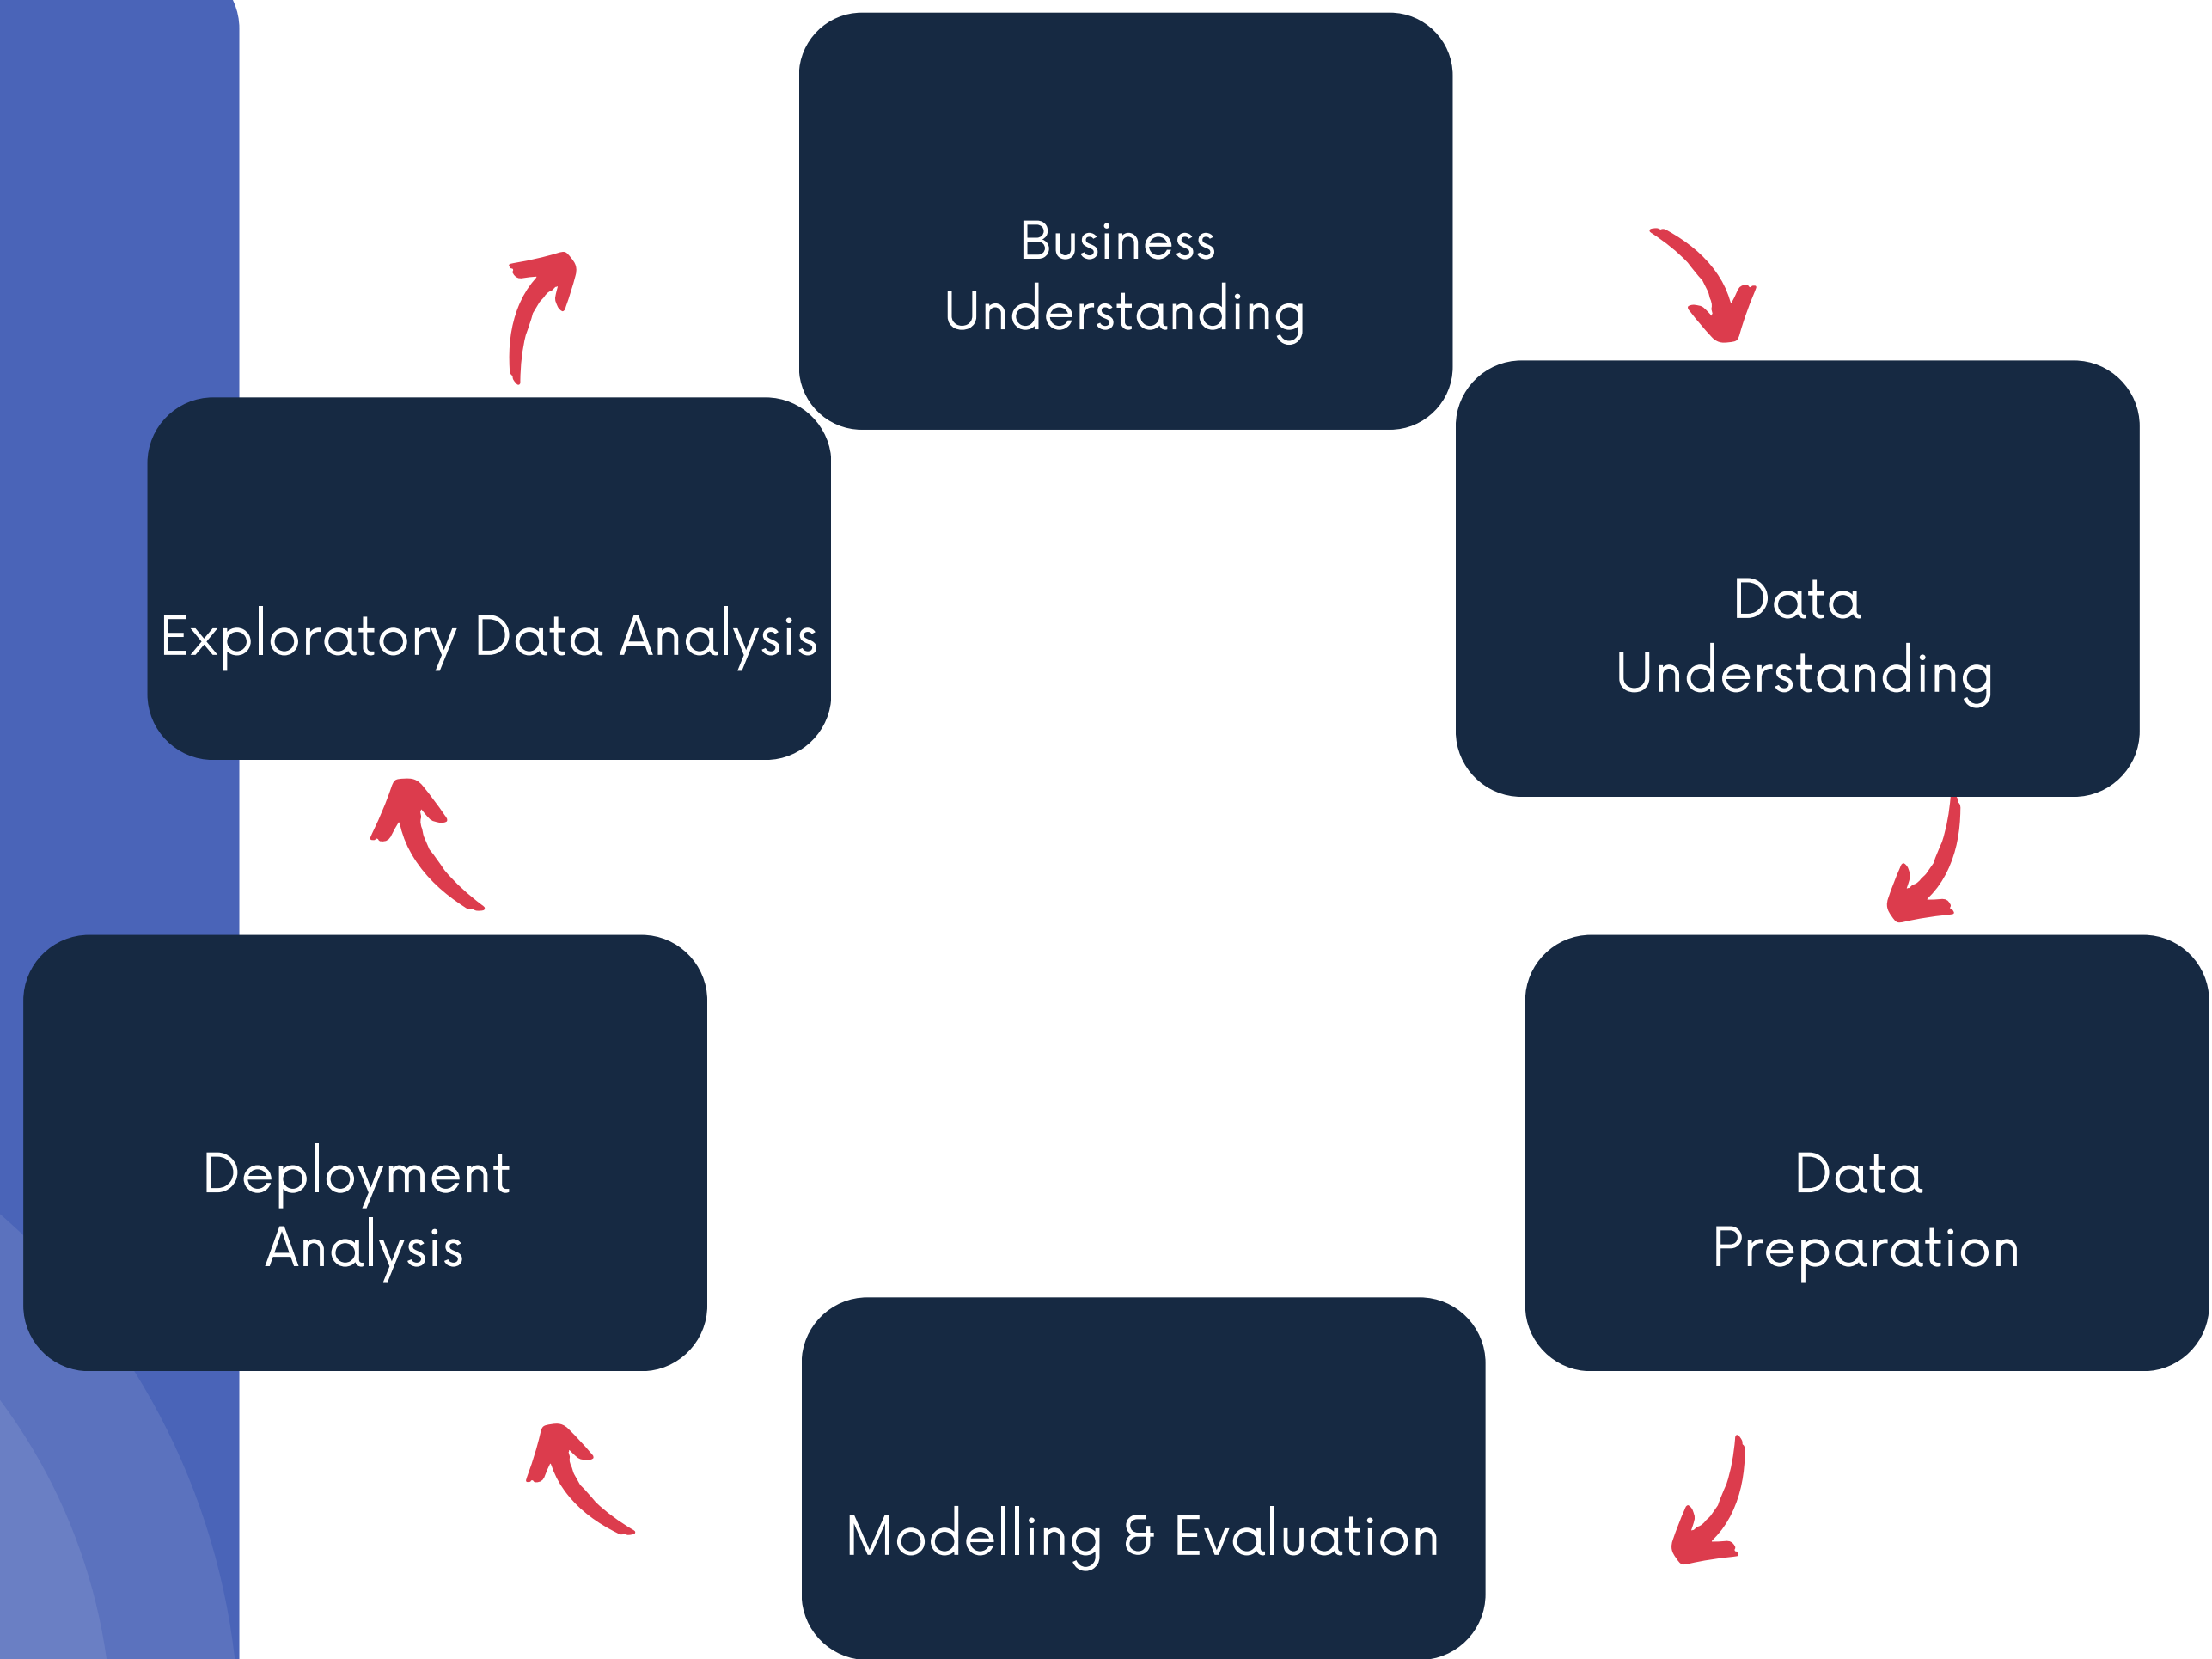 Business
Understanding
Data
Understanding
Data
Preparation
Modelling & Evaluation
Deployment
Analysis
Exploratory Data Analysis